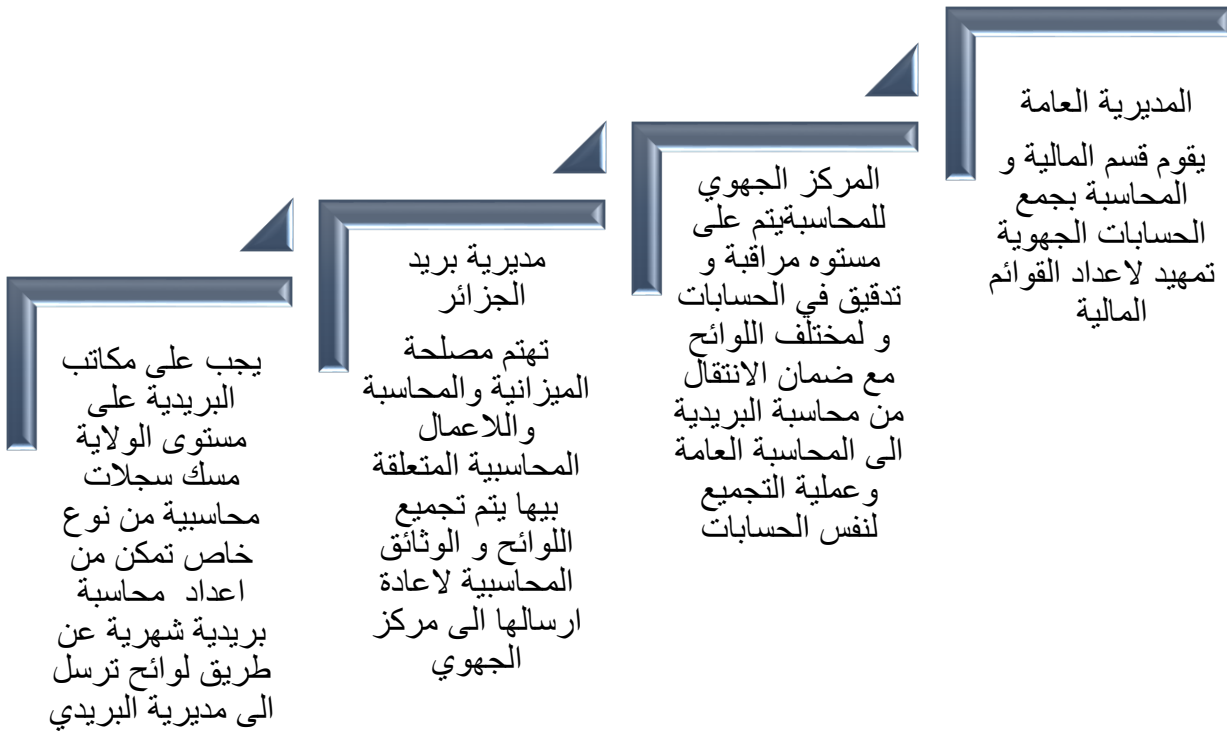 المديرية العامة
يقوم قسم المالية و
المحاسبة بجمع
الحسابات الجهوية
تمهيد لاعداد القوائم
المالية
المركز الجهوي
للمحاسبةيتم على
مستوه مراقبة و
تدقيق في الحسابات
و لمختلف اللوائح
مع ضمان الانتقال
من محاسبة البريدية
الى المحاسبة العامة
وعملية التجميع
لنفس الحسابات
مديرية بريد
الجزائر
تهتم مصلحة
الميزانية والمحاسبة
واللاعمال
المحاسبية المتعلقة
بيها يتم تجميع
اللوائح و الوثائق
المحاسبية لاعادة
ارسالها الى مركز
الجهوي
يجب على مكاتب
البريدية على
مستوى الولاية
مسك سجلات
محاسبية من نوع
خاص تمكن من
اعداد محاسبة
بريدية شهرية عن
طريق لوائح ترسل
الى مديرية البريدي